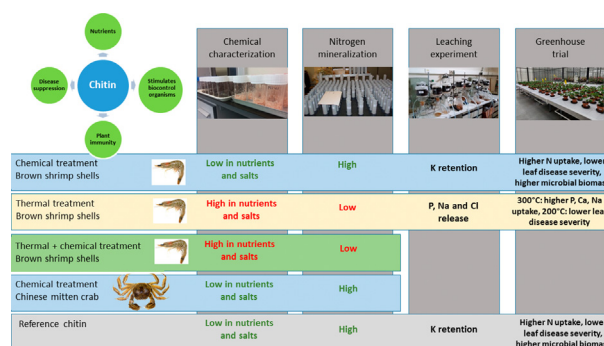 Nutrients
Disease
suppression
Chitin
Stimulates
biocontrol
organisms
Plant
immunity
Chemical
characterization
Nitrogen
mineralization
Leaching
experiment
Greenhouse
trial
Chemical treatment
Brown shrimp shells
Low in nutrients
and salts
High
K retention
Higher N uptake, lower
leaf disease severity,
higher microbial biomass
Thermal treatment
Brown shrimp shells
High in nutrients
and salts
Low
P, Na and Cl
release
300°C: higher P, Ca, Na
uptake, 200°C: lower leaf
disease severity
Thermal + chemical treatment
Brown shrimp shells
High in nutrients
and salts
Low
Chemical treatment
Chinese mitten crab
Low in nutrients
and salts
High
Reference chitin
Low in nutrients
and salts
High
K retention
Higher N uptake, lower
leaf disease severity,
higher microbial biomass